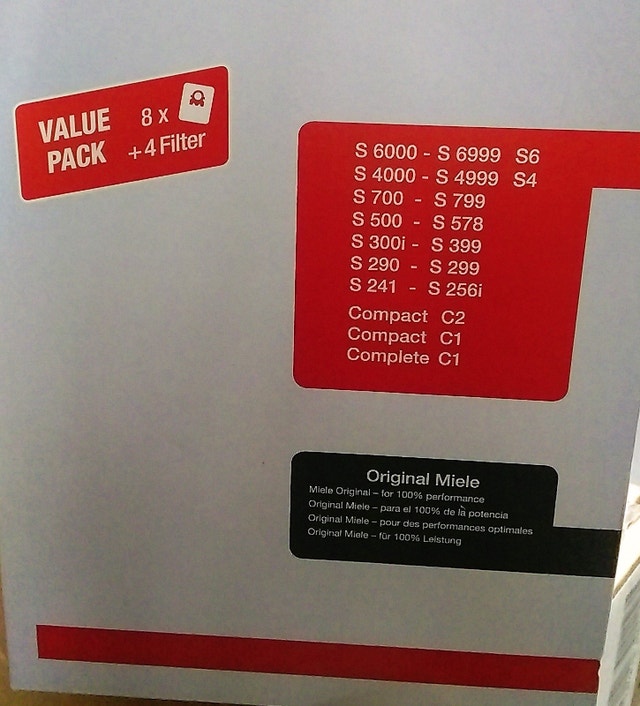 VALUE PACK 8 x + 4 Filter
S 6000 - S 6999 S6
S 4000 - S 4999 S4
S 700 - S 799
S 500 - S 578
S 300i - S 399
S 290 - S 299
S 241 - S 256i
Compact C2
Compact C1
Complete C1
Original Miele
Miele Original – for 100% performance
Original Miele – para el 100% de la potencia
Original Miele – pour des performances optimales
Original Miele – für 100% Leistung